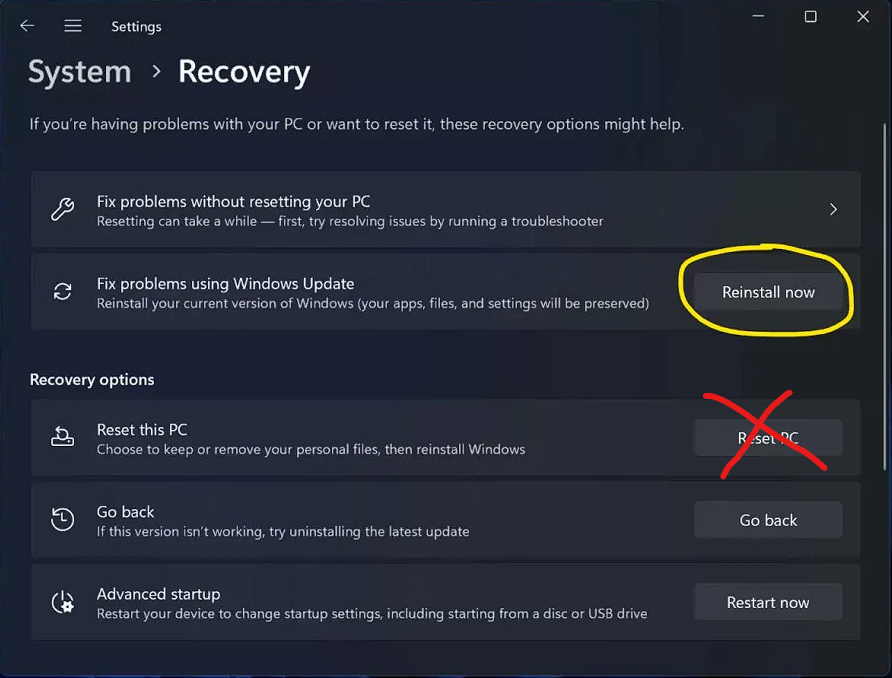 Settings
System > Recovery
If you're having problems with your PC or want to reset it, these recovery options might help.
Fix problems without resetting your PC
Resetting can take a while — first, try resolving issues by running a troubleshooter
Fix problems using Windows Update
Reinstall your current version of Windows (your apps, files, and settings will be preserved)
Reinstall now
Recovery options
Reset this PC
Choose to keep or remove your personal files, then reinstall Windows
Reset PC
Go back
If this version isn't working, try uninstalling the latest update
Go back
Advanced startup
Restart your device to change startup settings, including starting from a disc or USB drive
Restart now